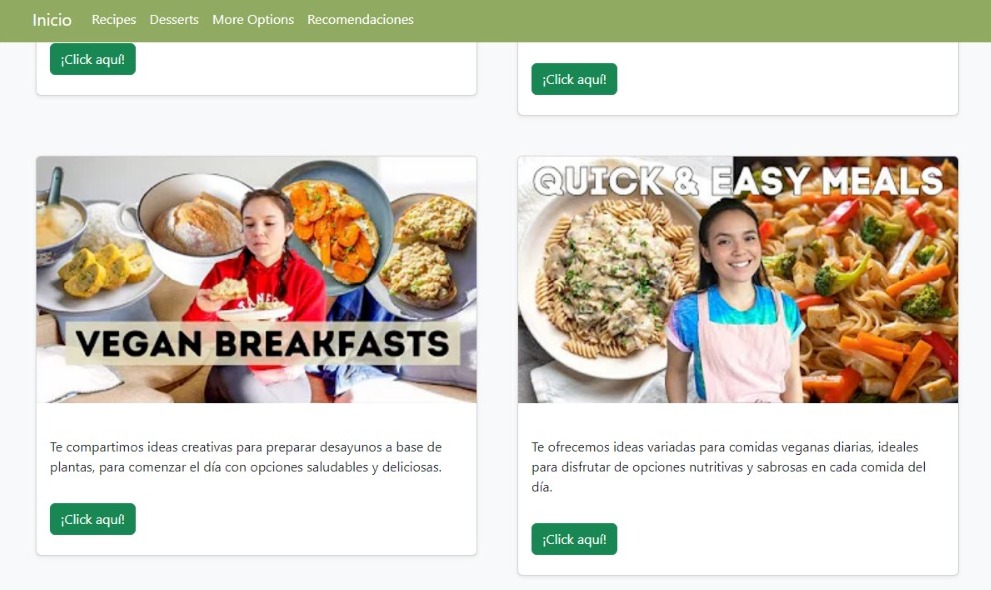 Inicio Recipes Desserts More Options Recomendaciones
¡Click aquí!
¡Click aquí!
VEGAN BREAKFASTS
Te compartimos ideas creativas para preparar desayunos a base de
plantas, para comenzar el día con opciones saludables y deliciosas.
¡Click aquí!
QUICK & EASY MEALS
Te ofrecemos ideas variadas para comidas veganas diarias, ideales
para disfrutar de opciones nutritivas y sabrosas en cada comida del
día.
¡Click aquí!